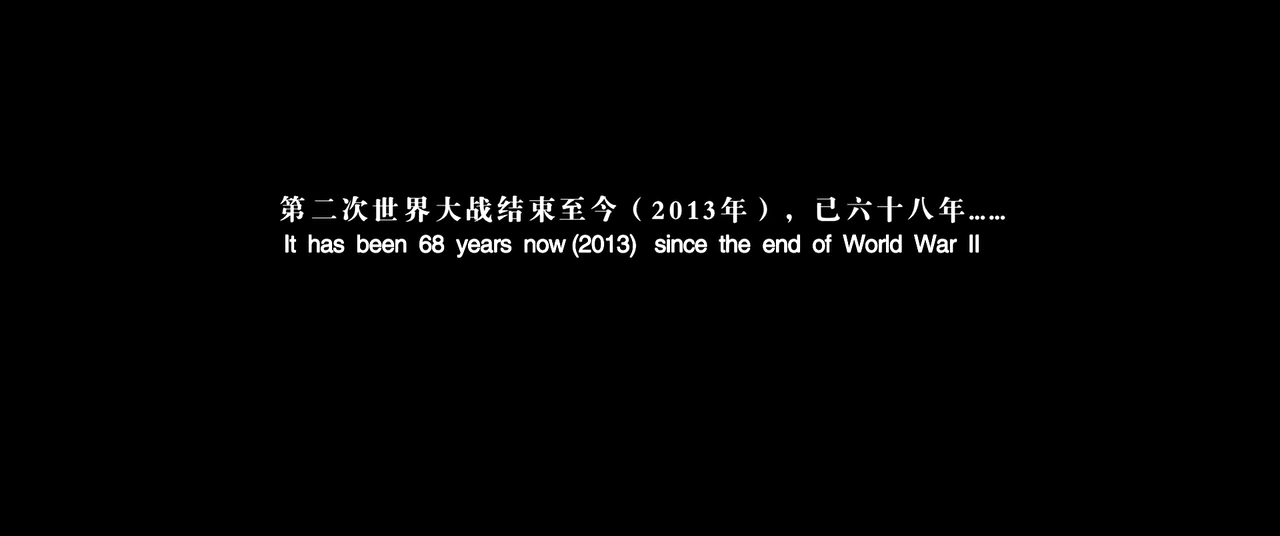 第二次世界大战结束至今（2013年），已六十八年……
It has been 68 years now (2013) since the end of World War II